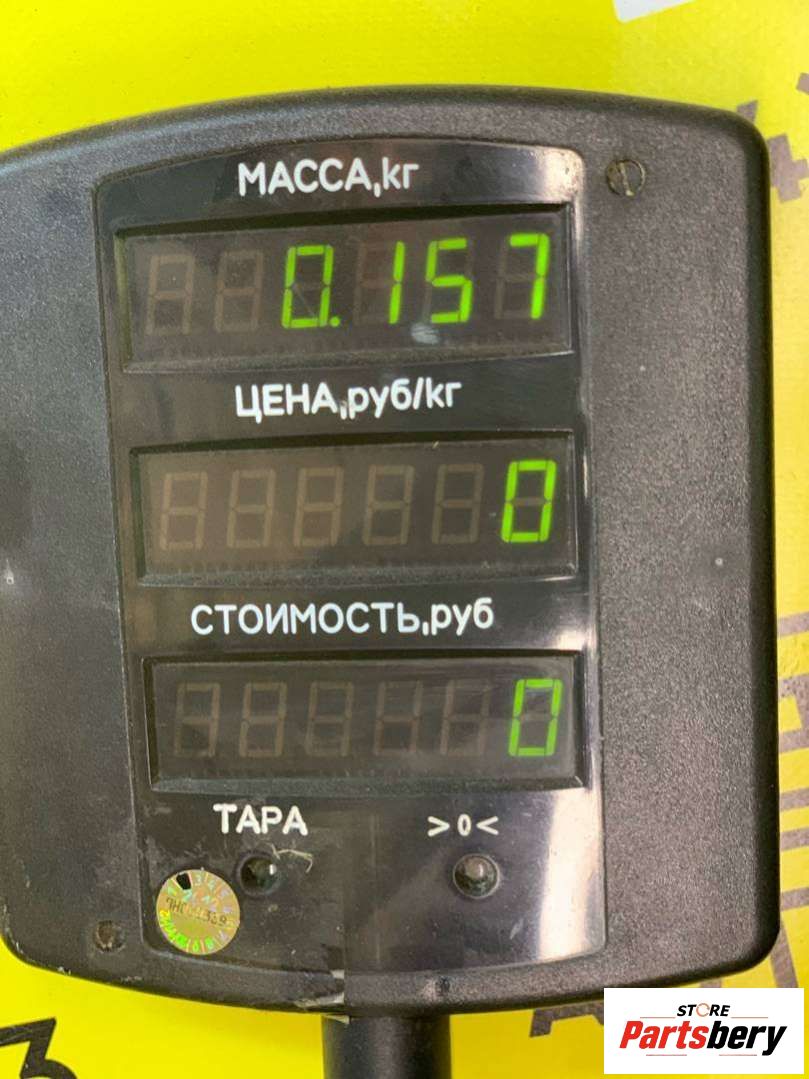 МАССА,кг
0.157
ЦЕНА,руб/кг
0
СТОИМОСТЬ,руб
0
ТАРА >0<
STORE
Partsbery